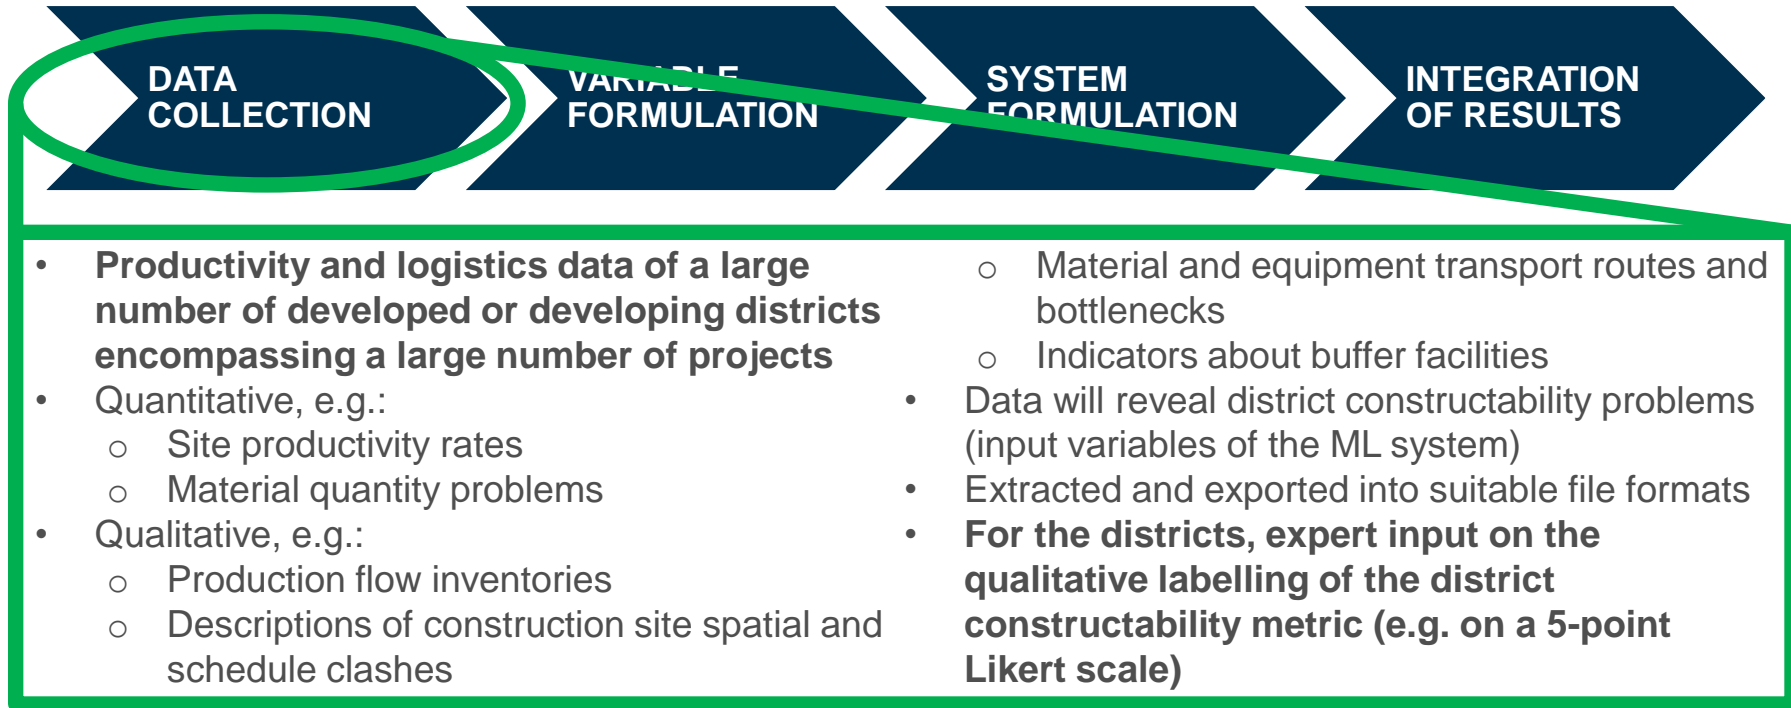 DATA
COLLECTION
VARIABLE
FORMULATION
SYSTEM
FORMULATION
INTEGRATION
OF RESULTS
• Productivity and logistics data of a large
number of developed or developing districts
encompassing a large number of projects
• Quantitative, e.g.:
o Site productivity rates
o Material quantity problems
• Qualitative, e.g.:
o Production flow inventories
o Descriptions of construction site spatial and
schedule clashes
o Material and equipment transport routes and
bottlenecks
o Indicators about buffer facilities
• Data will reveal district constructability problems
(input variables of the ML system)
• Extracted and exported into suitable file formats
• For the districts, expert input on the
qualitative labelling of the district
constructability metric (e.g. on a 5-point
Likert scale)